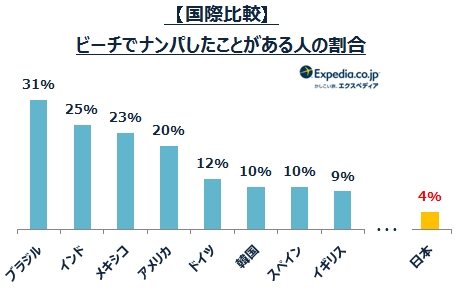 【国際比較】
ビーチでナンパしたことがある人の割合
Expedia.co.jp
かしこい旅、エクスペディア
31%
25%
23%
20%
12%
10%
10%
9%
・・・
4%
ブラジル
インド
メキシコ
アメリカ
ドイツ
韓国
スペイン
イギリス
日本